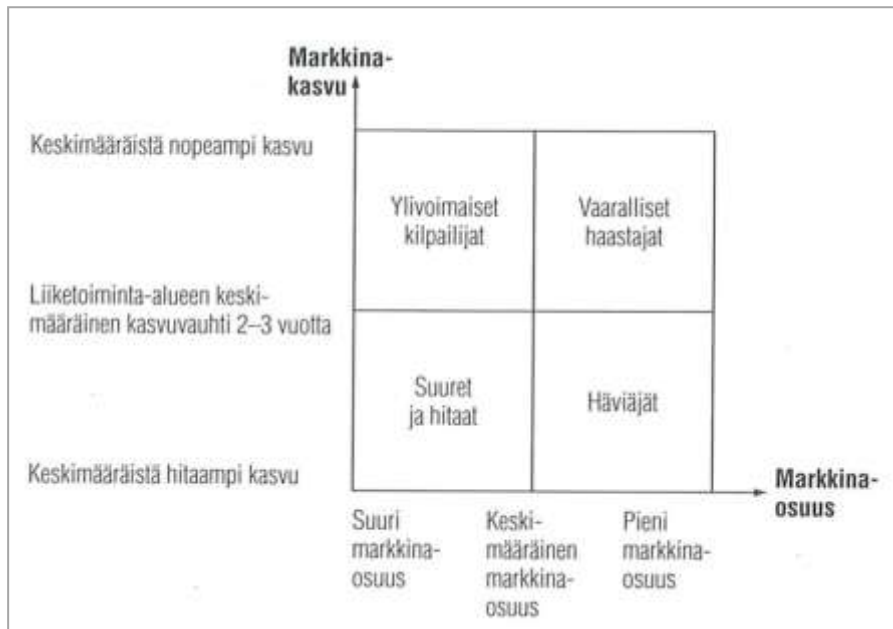 Markkina-
kasvu
Keskimääräistä nopeampi kasvu
Ylivoimaiset
kilpailijat
Vaaralliset
haastajat
Liiketoiminta-alueen keski-
määräinen kasvuvauhti 2–3 vuotta
Suuret
ja hitaat
Häviäjät
Keskimääräistä hitaampi kasvu
Markkina-
osuus
Suuri
markkina-
osuus
Keski-
määräinen
markkina-
osuus
Pieni
markkina-
osuus